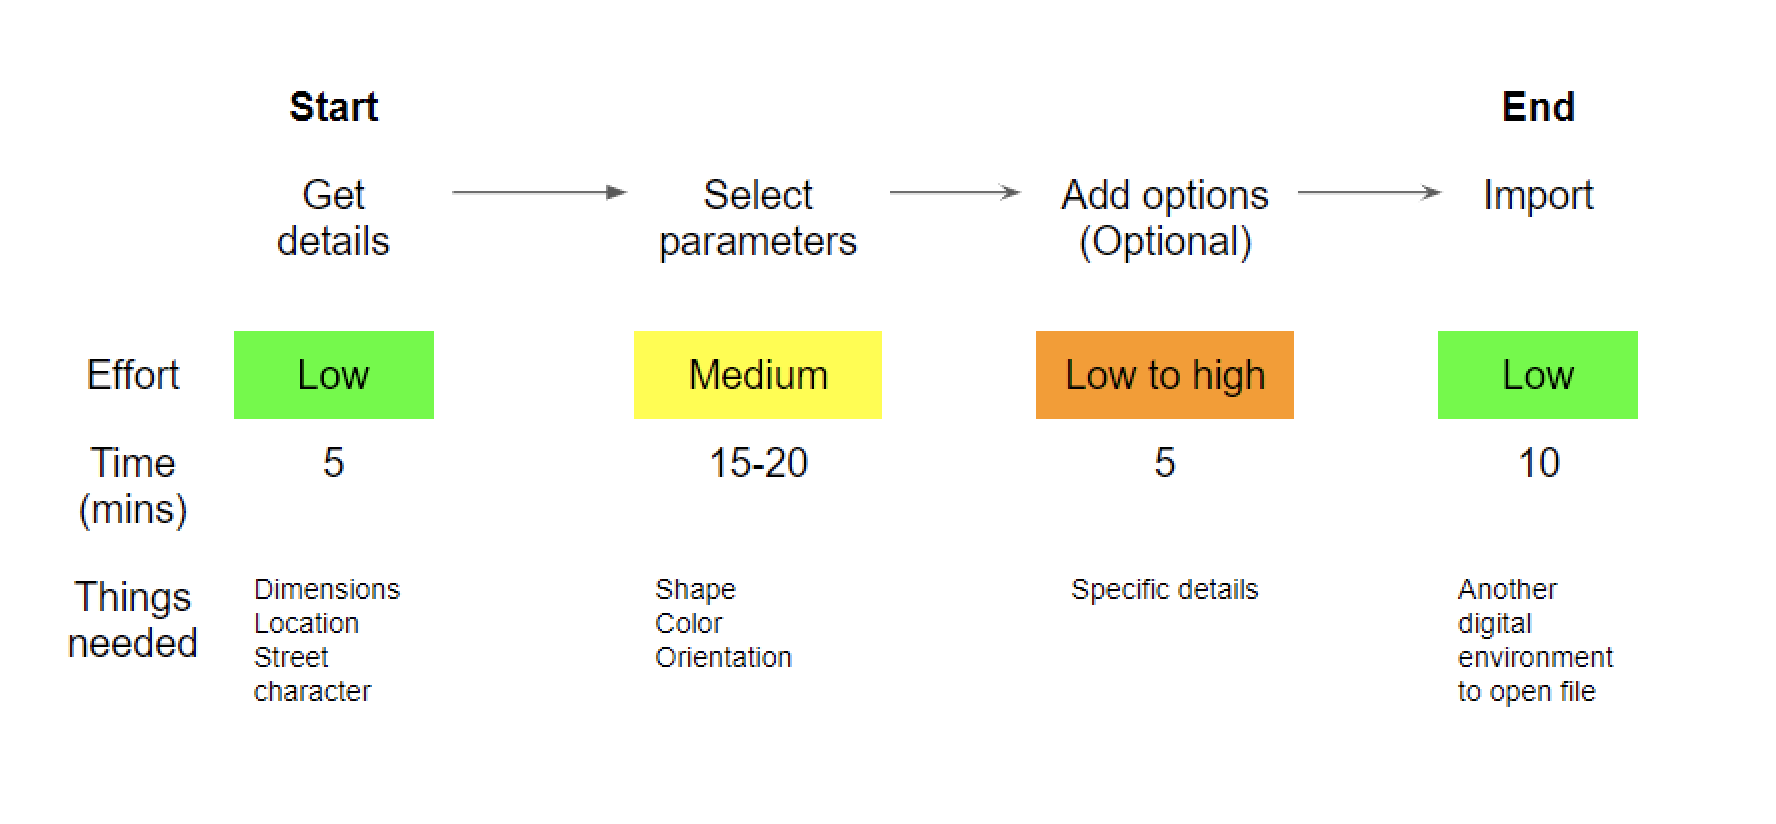 Start
End
Get
details
Select
parameters
Add options
(Optional)
Import
Effort
Low
Medium
Low to high
Low
Time
(mins)
5
15-20
5
10
Things
needed
Dimensions
Location
Street
character
Shape
Color
Orientation
Specific details
Another
digital
environment
to open file